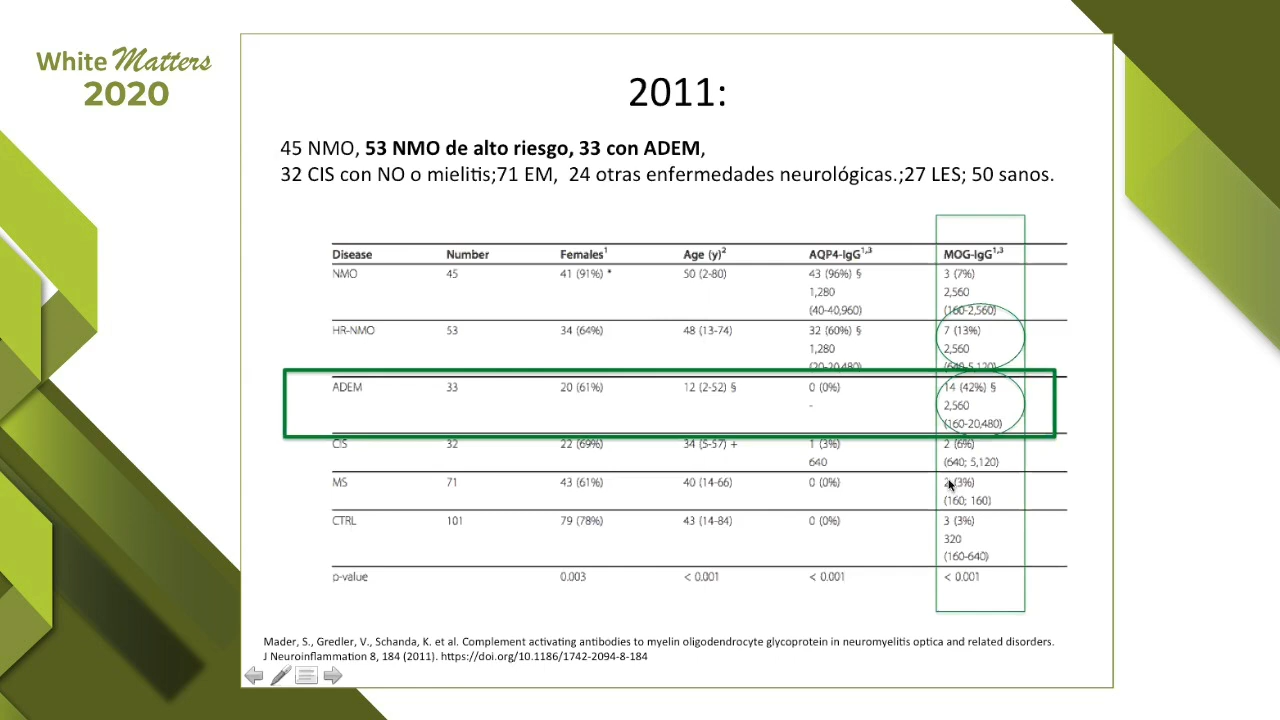 White Matters
2020
2011:
45 NMO, 53 NMO de alto riesgo, 33 con ADEM,
32 CIS con NO o mielitis;71 EM, 24 otras enfermedades neurológicas.;27 LES; 50 sanos.
Disease Number Females¹ Age (y)² AQP4-IgG¹,³ MOG-IgG¹,³
NMO 45 41 (91%) * 50 (2-80) 43 (96%) § 3 (7%)
1,280 2,560
(40-40,960) (160-2,560)
HR-NMO 53 34 (64%) 48 (13-74) 32 (60%) § 7 (13%)
1,280 2,560
(20-20,480) (640-5,120)
ADEM 33 20 (61%) 12 (2-52) § 0 (0%) 14 (42%) §
- 2,560
(160-20,480)
CIS 32 22 (69%) 34 (5-57) + 1 (3%) 2 (6%)
640 (640; 5,120)
MS 71 43 (61%) 40 (14-66) 0 (0%) 2 (3%)
(160; 160)
CTRL 101 79 (78%) 43 (14-84) 0 (0%) 3 (3%)
320
(160-640)
p-value 0.003 < 0.001 < 0.001 < 0.001
Mader, S., Gredler, V., Schanda, K. et al. Complement activating antibodies to myelin oligodendrocyte glycoprotein in neuromyelitis optica and related disorders.
J Neuroinflammation 8, 184 (2011). https://doi.org/10.1186/1742-2094-8-184